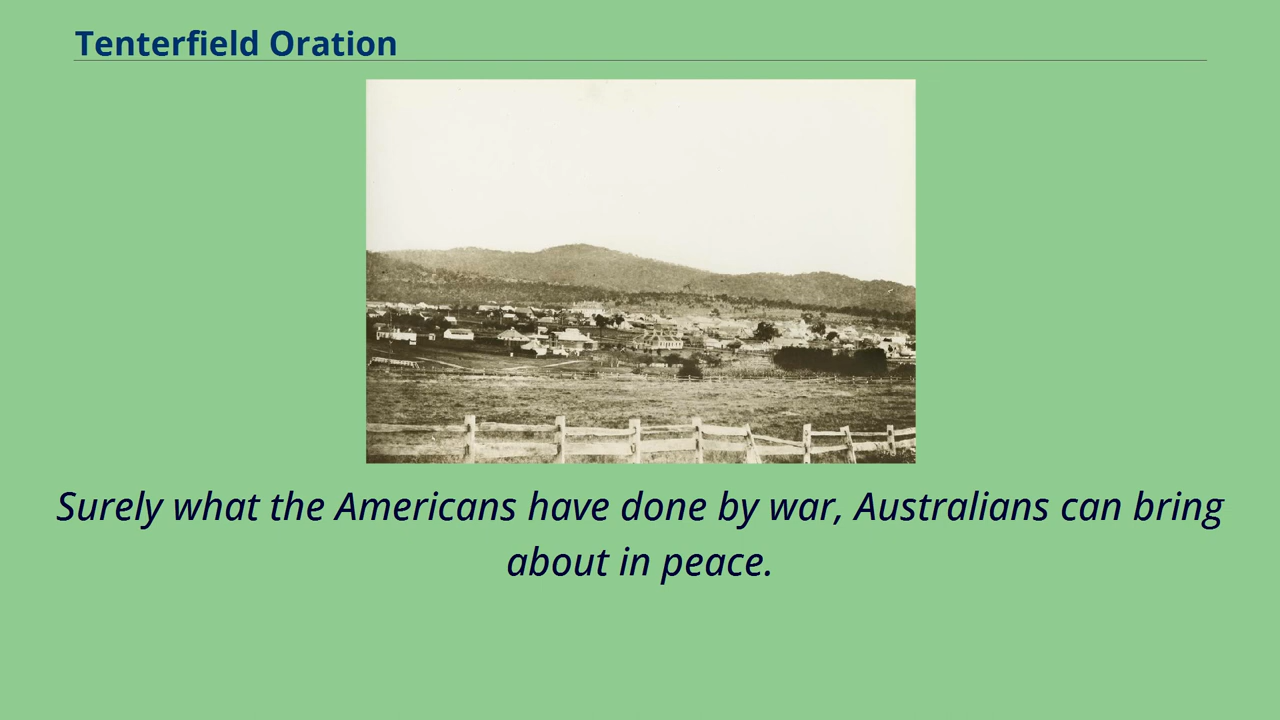 Tenterfield Oration
Surely what the Americans have done by war, Australians can bring
about in peace.